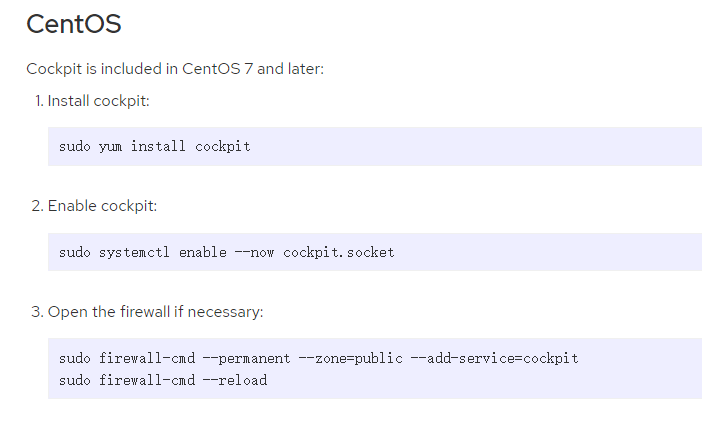 CentOS
Cockpit is included in CentOS 7 and later:
1. Install cockpit:
sudo yum install cockpit
2. Enable cockpit:
sudo systemctl enable --now cockpit.socket
3. Open the firewall if necessary:
sudo firewall-cmd --permanent --zone=public --add-service=cockpit
sudo firewall-cmd --reload